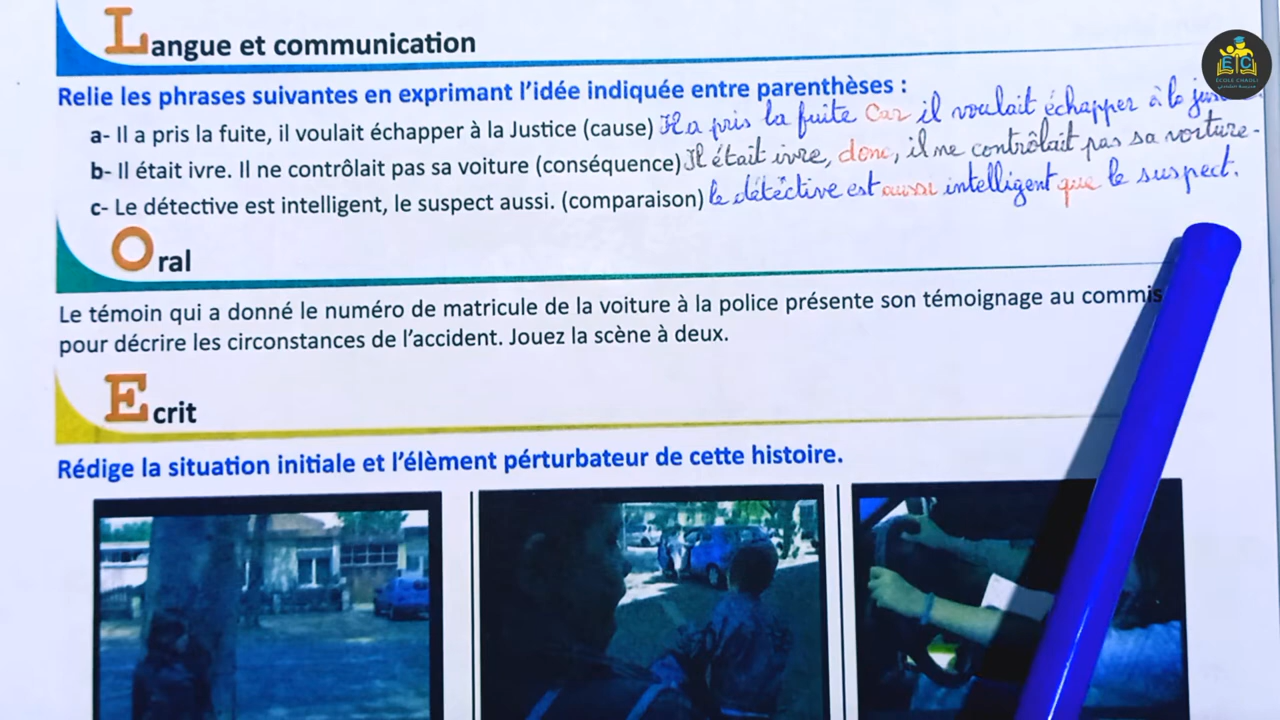 Langue et communication
Relie les phrases suivantes en exprimant l'idée indiquée entre parenthèses :
a- Il a pris la fuite, il voulait échapper à la Justice (cause) Il a pris la fuite car il voulait échapper à la
b- Il était ivre. Il ne contrôlait pas sa voiture (conséquence) Il était ivre, donc, il ne contrôlait pas sa voiture.
c- Le détective est intelligent, le suspect aussi. (comparaison) le détective est aussi intelligent que le suspect.
Oral
Le témoin qui a donné le numéro de matricule de la voiture à la police présente son témoignage au commis
pour décrire les circonstances de l'accident. Jouez la scène à deux.
Ecrit
Rédige la situation initiale et l'élèment pérturbateur de cette histoire.
EC